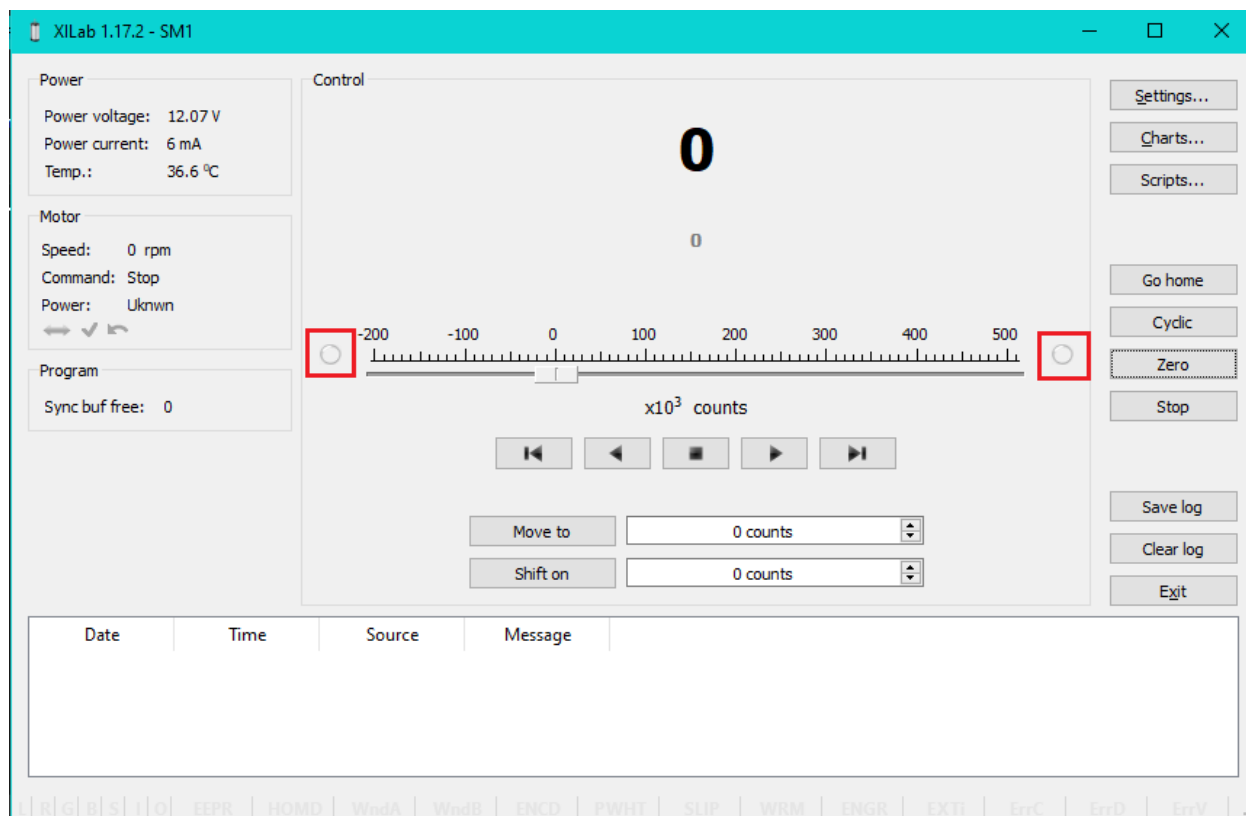 XILab 1.17.2 - SM1
Power
Power voltage: 12.07 V
Power current: 6 mA
Temp.: 36.6 ºC
Motor
Speed: 0 rpm
Command: Stop
Power: Uknwn
Program
Sync buf free: 0
Control
0
0
-200 -100 0 100 200 300 400 500
x10³ counts
Move to 0 counts
Shift on 0 counts
Settings...
Charts...
Scripts...
Go home
Cyclic
Zero
Stop
Save log
Clear log
Exit
Date Time Source Message
L R G B S I O EEPR HOMD WndA WndB ENCD PWHT SLIP WRM ENGR EXTi ErrC ErrD ErrV